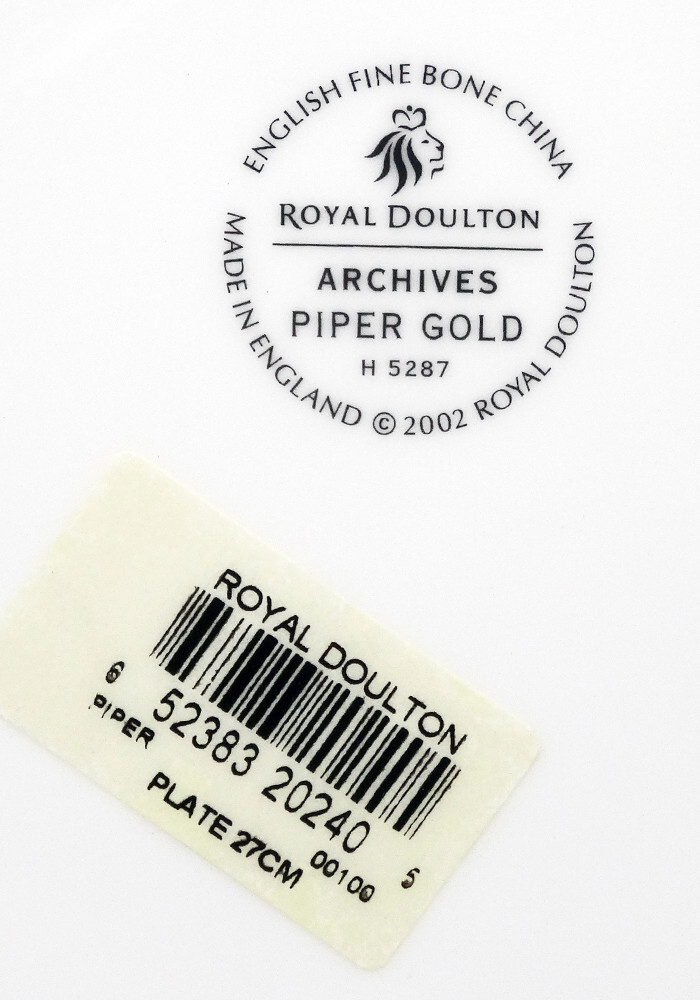 ENGLISH FINE BONE CHINA
ROYAL DOULTON
ARCHIVES
PIPER GOLD
H 5287
MADE IN ENGLAND © 2002 ROYAL DOULTON
ROYAL DOULTON
6 52383 20240 5
PIPER
PLATE 27CM 00100